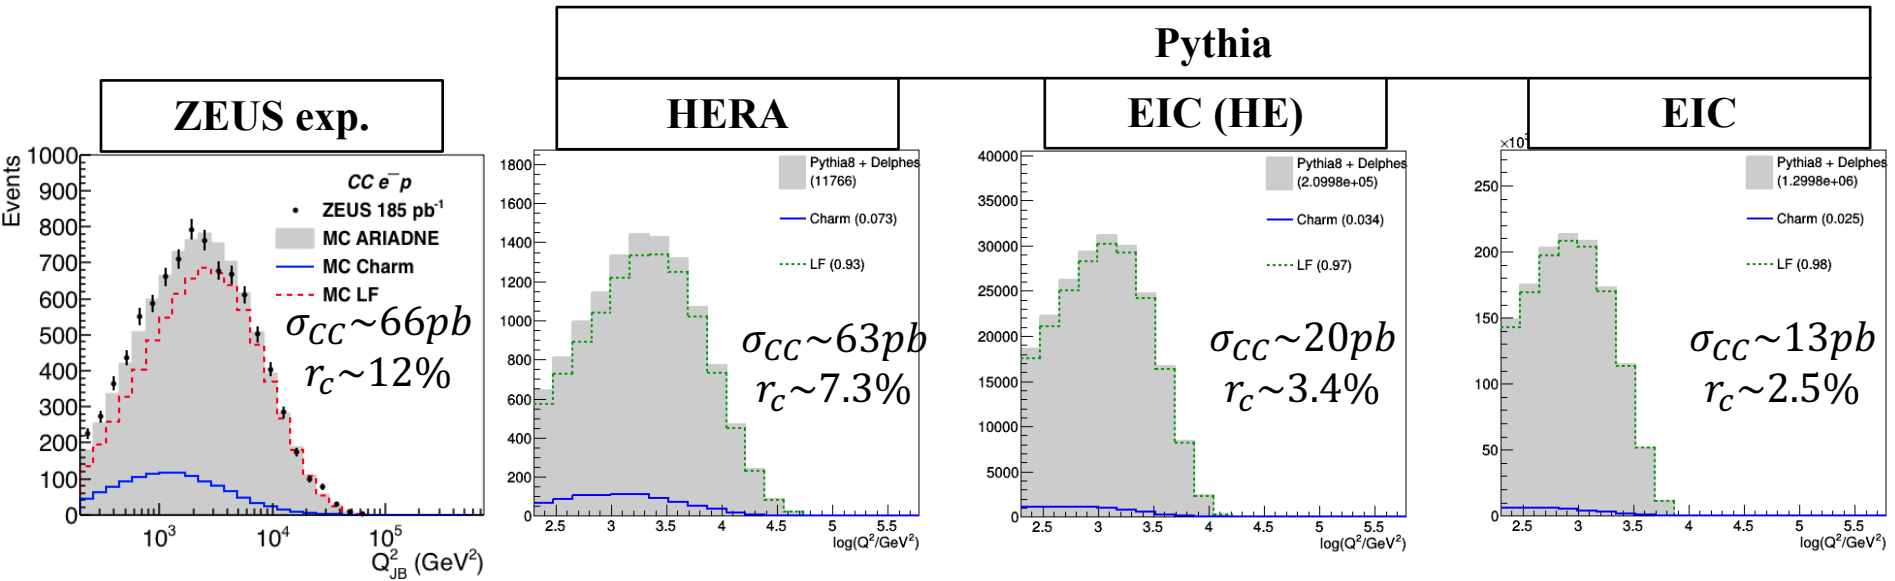 Pythia
ZEUS exp.
HERA
EIC (HE)
EIC
Events
1000
900
800
700
600
500
400
300
200
100
0
CC e⁻p
ZEUS 185 pb⁻¹
MC ARIADNE
MC Charm
MC LF
σ_CC~66pb
r_c~12%
10³
10⁴
10⁵
Q²_JB (GeV²)
1800
1600
1400
1200
1000
800
600
400
200
0
Pythia8 + Delphes
(11766)
Charm (0.073)
LF (0.93)
σ_CC~63pb
r_c~7.3%
2.5 3 3.5 4 4.5 5 5.5
log(Q²/GeV²)
40000
35000
30000
25000
20000
15000
10000
5000
0
Pythia8 + Delphes
(2.0998e+05)
Charm (0.034)
LF (0.97)
σ_CC~20pb
r_c~3.4%
2.5 3 3.5 4 4.5 5 5.5
log(Q²/GeV²)
×10
250
200
150
100
50
0
Pythia8 + Delphes
(1.2998e+06)
Charm (0.025)
LF (0.98)
σ_CC~13pb
r_c~2.5%
2.5 3 3.5 4 4.5 5 5.5
log(Q²/GeV²)